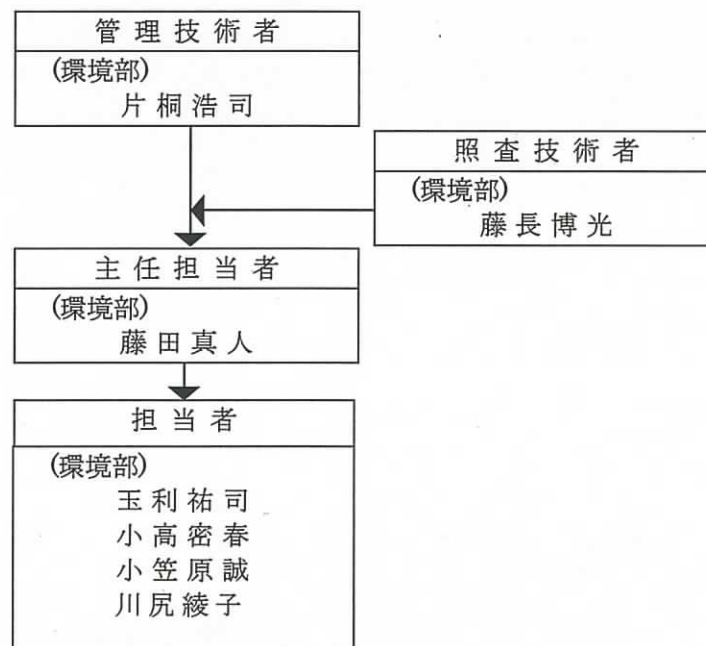 管理技術者
(環境部)
片桐浩司
照査技術者
(環境部)
藤長博光
主任担当者
(環境部)
藤田真人
担当者
(環境部)
玉利祐司
小高密春
小笠原誠
川尻綾子